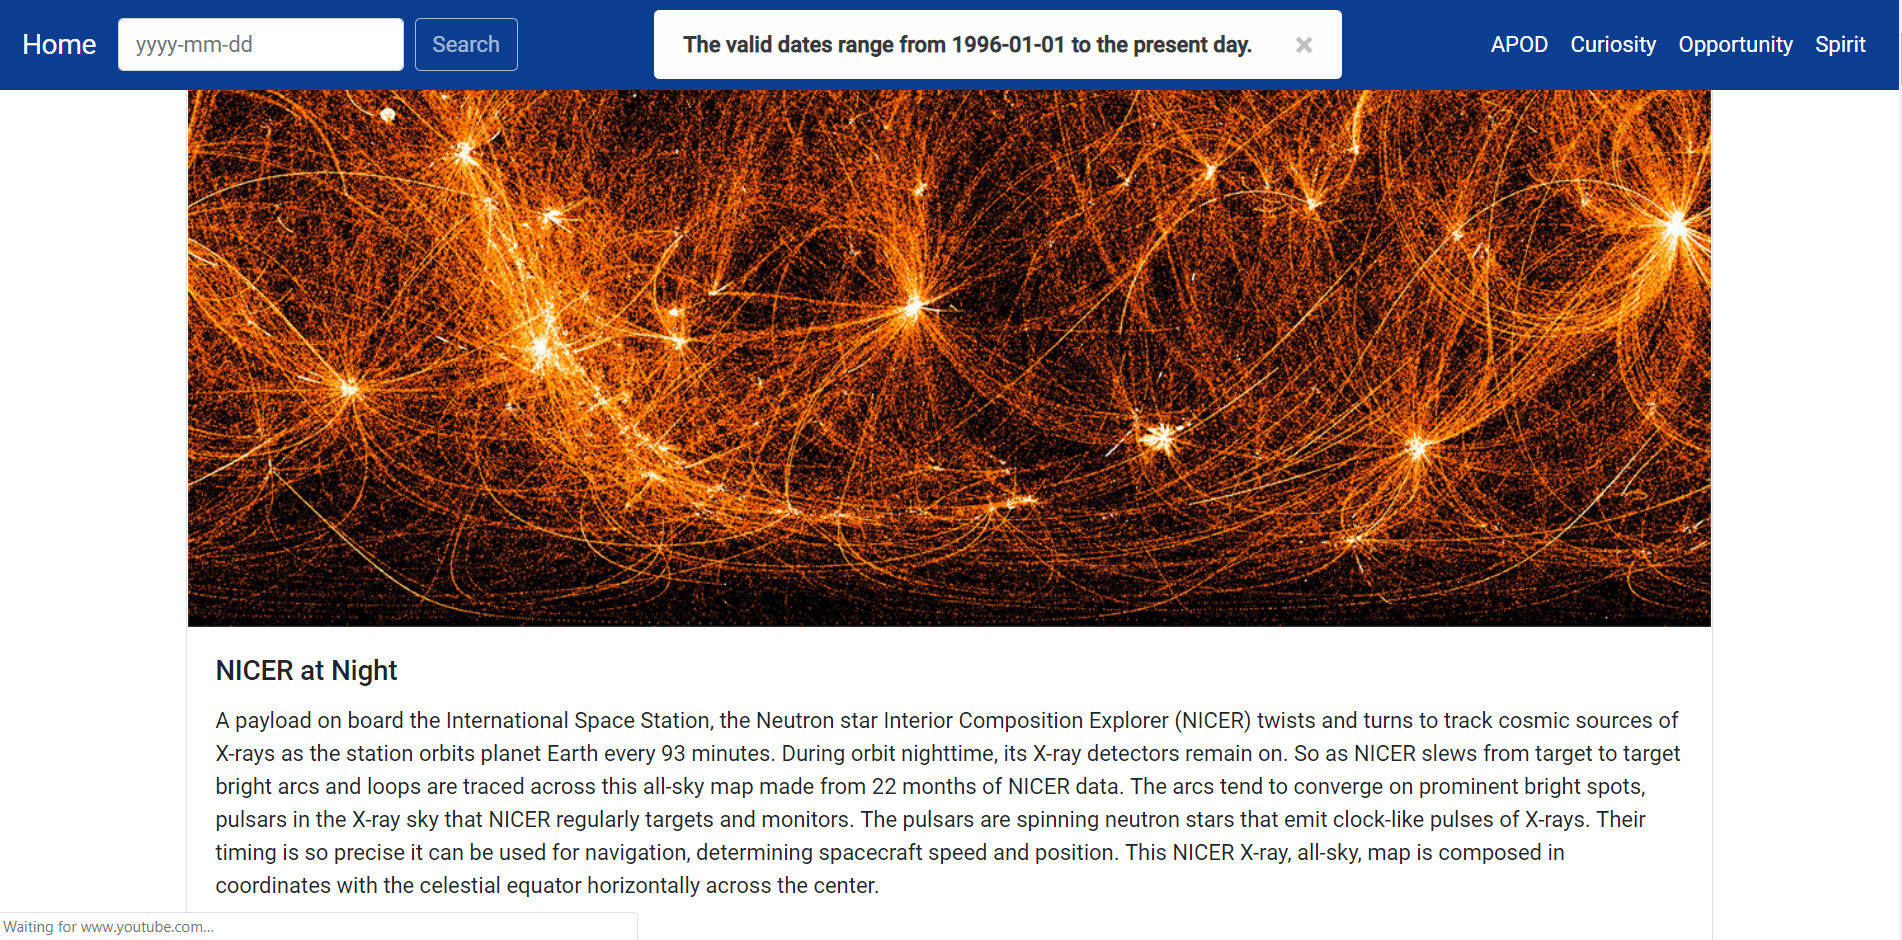 Home yyyy-mm-dd Search The valid dates range from 1996-01-01 to the present day. × APOD Curiosity Opportunity Spirit
NICER at Night
A payload on board the International Space Station, the Neutron star Interior Composition Explorer (NICER) twists and turns to track cosmic sources of
X-rays as the station orbits planet Earth every 93 minutes. During orbit nighttime, its X-ray detectors remain on. So as NICER slews from target to target
bright arcs and loops are traced across this all-sky map made from 22 months of NICER data. The arcs tend to converge on prominent bright spots,
pulsars in the X-ray sky that NICER regularly targets and monitors. The pulsars are spinning neutron stars that emit clock-like pulses of X-rays. Their
timing is so precise it can be used for navigation, determining spacecraft speed and position. This NICER X-ray, all-sky, map is composed in
coordinates with the celestial equator horizontally across the center.
Waiting for www.youtube.com...